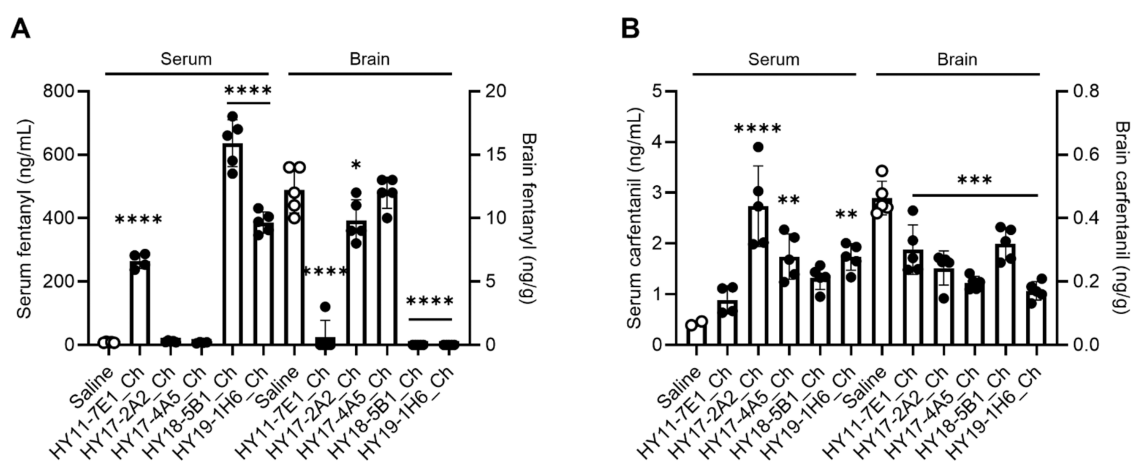 A
Serum
Brain
Serum fentanyl (ng/mL)
800
600
400
200
0
****
****
****
*
****
20
15
10
5
0
Brain fentanyl (ng/g)
Saline
HY11-7E1_Ch
HY17-2A2_Ch
HY17-4A5_Ch
HY18-5B1_Ch
HY19-1H6_Ch
Saline
HY11-7E1_Ch
HY17-2A2_Ch
HY17-4A5_Ch
HY18-5B1_Ch
HY19-1H6_Ch
B
Serum
Brain
Serum carfentanil (ng/mL)
5
4
3
2
1
0
****
**
**
***
0.8
0.6
0.4
0.2
0.0
Brain carfentanil (ng/g)
Saline
HY11-7E1_Ch
HY17-2A2_Ch
HY17-4A5_Ch
HY18-5B1_Ch
HY19-1H6_Ch
Saline
HY11-7E1_Ch
HY17-2A2_Ch
HY17-4A5_Ch
HY18-5B1_Ch
HY19-1H6_Ch